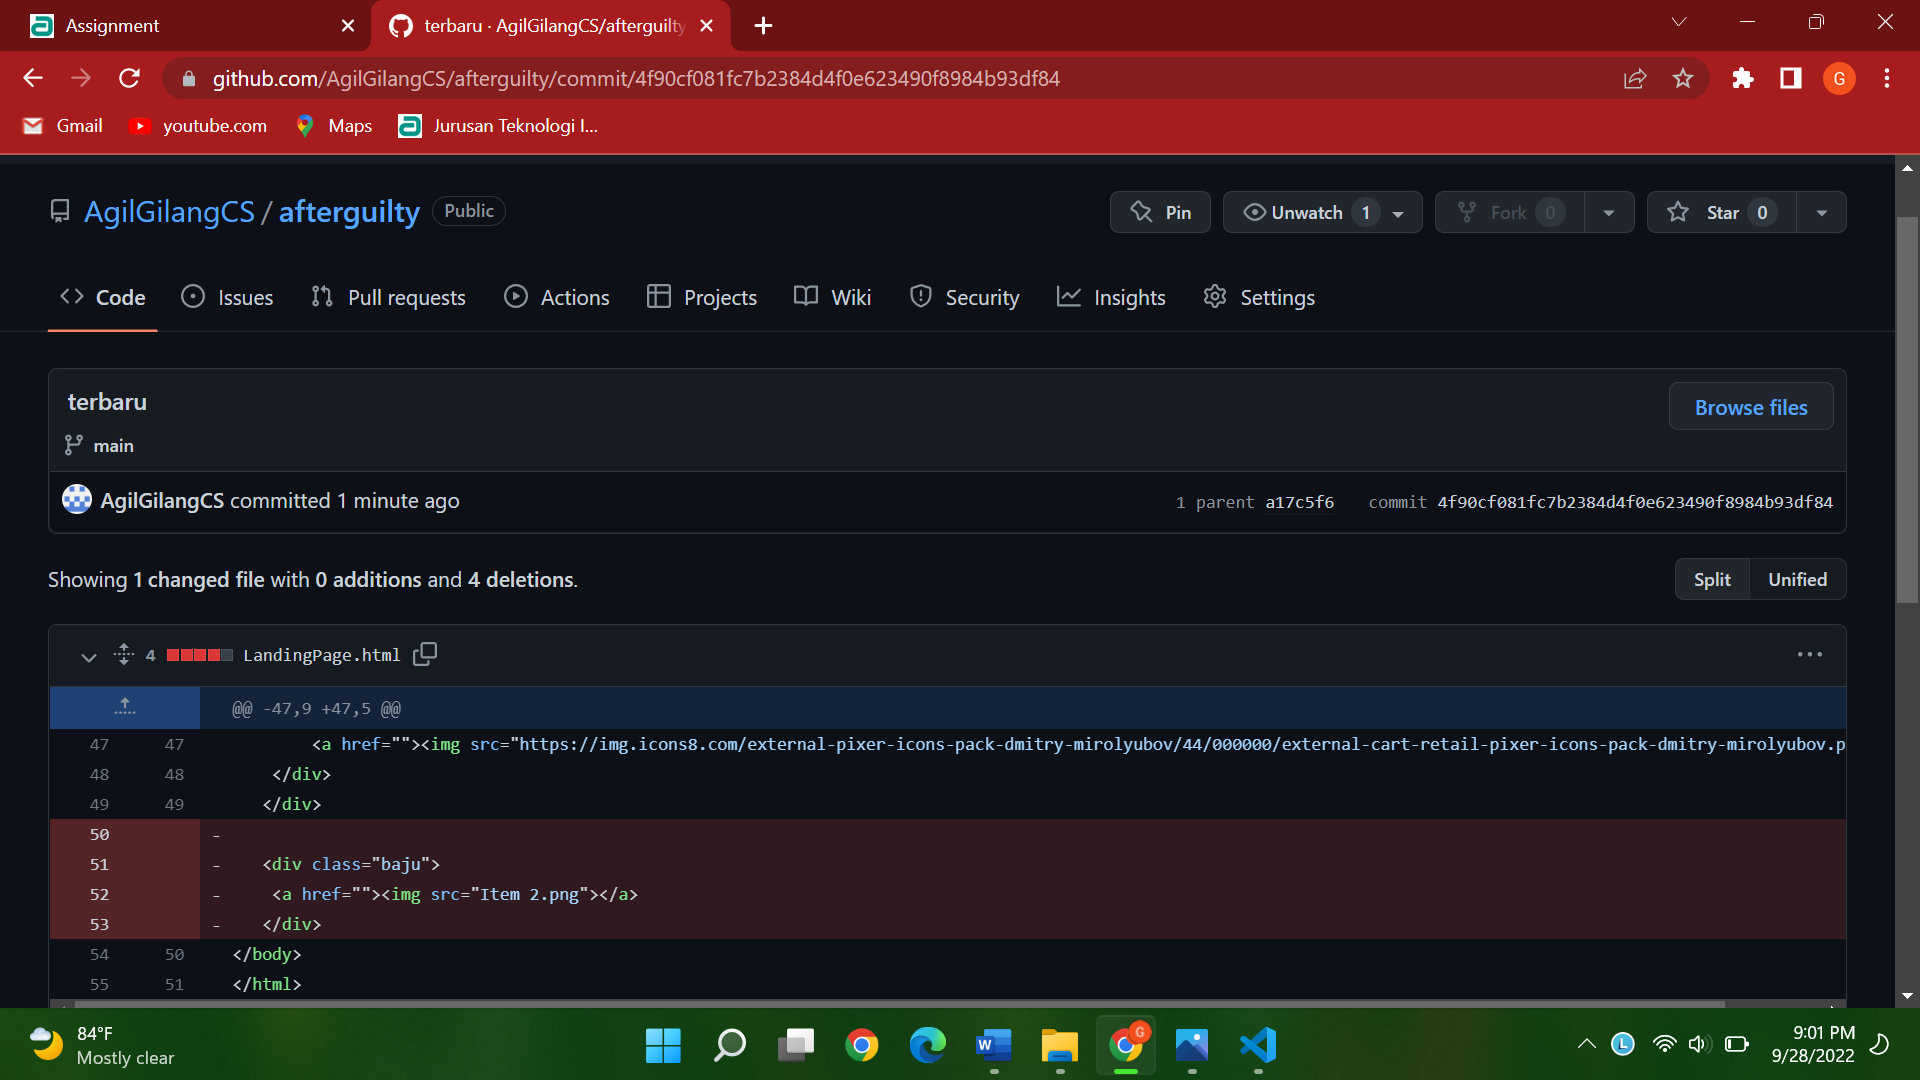 Assignment
terbaru · AgilGilangCS/afterguilty
github.com/AgilGilangCS/afterguilty/commit/4f90cf081fc7b2384d4f0e623490f8984b93df84
G
Gmail
youtube.com
Maps
Jurusan Teknologi I...
AgilGilangCS / afterguilty
Public
Pin
Unwatch 1
Fork 0
Star 0
Code
Issues
Pull requests
Actions
Projects
Wiki
Security
Insights
Settings
terbaru
Browse files
main
AgilGilangCS committed 1 minute ago
1 parent a17c5f6
commit 4f90cf081fc7b2384d4f0e623490f8984b93df84
Showing 1 changed file with 0 additions and 4 deletions.
Split
Unified
4
LandingPage.html
@@ -47,9 +47,5 @@
47 47 <a href=""><img src="https://img.icons8.com/external-pixer-icons-pack-dmitry-mirolyubov/44/000000/external-cart-retail-pixer-icons-pack-dmitry-mirolyubov.p
48 48 </div>
49 49 </div>
50 -
51 - <div class="baju">
52 - <a href=""><img src="Item 2.png"></a>
53 - </div>
54 50 </body>
55 51 </html>
84°F
Mostly clear
W
G
L
9:01 PM
9/28/2022